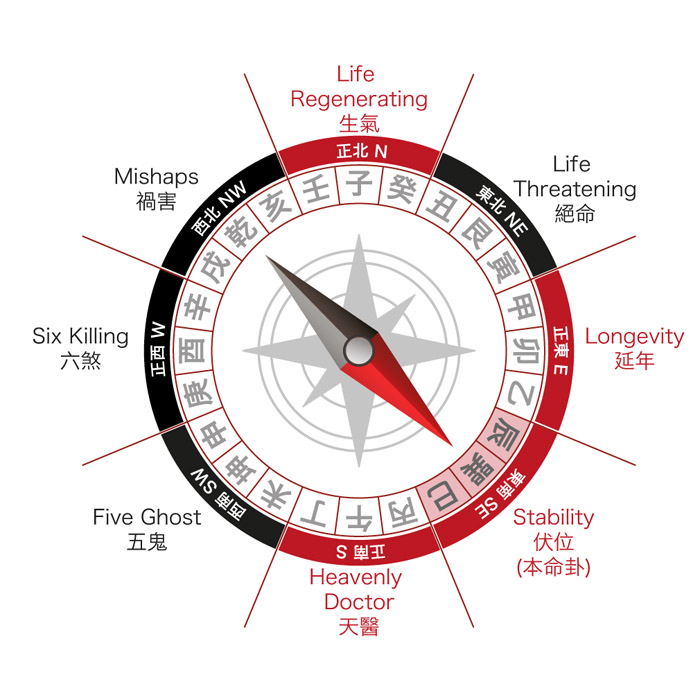 Life
Regenerating
生氣
正北 N
Life
Threatening
絕命
東北 NE
Longevity
延年
正東 E
Stability
伏位
(本命卦)
東南 SE
Heavenly
Doctor
天醫
正南 S
Five Ghost
五鬼
西南 SW
Six Killing
六煞
正西 W
Mishaps
禍害
西北 NW
壬
子
癸
丑
艮
寅
甲
卯
乙
辰
巽
巳
丙
午
丁
未
坤
申
庚
酉
辛
戌
乾
亥